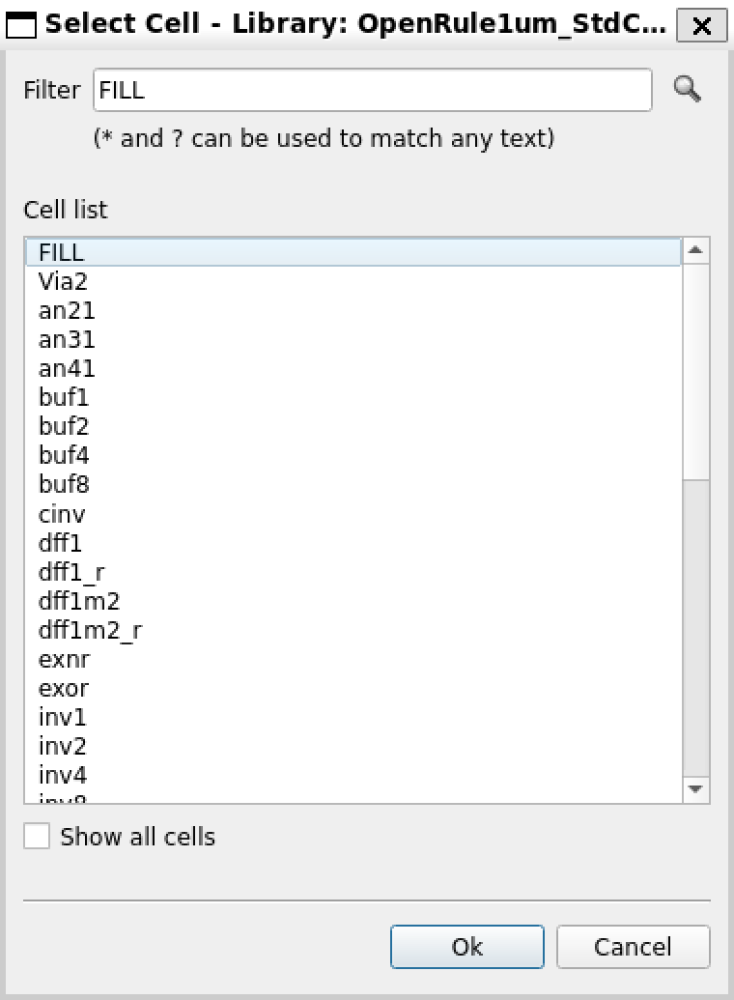 Select Cell - Library: OpenRule1um_StdC...
Filter FILL
(* and ? can be used to match any text)
Cell list
FILL
Via2
an21
an31
an41
buf1
buf2
buf4
buf8
cinv
dff1
dff1_r
dff1m2
dff1m2_r
exnr
exor
inv1
inv2
inv4
inv8
Show all cells
Ok Cancel